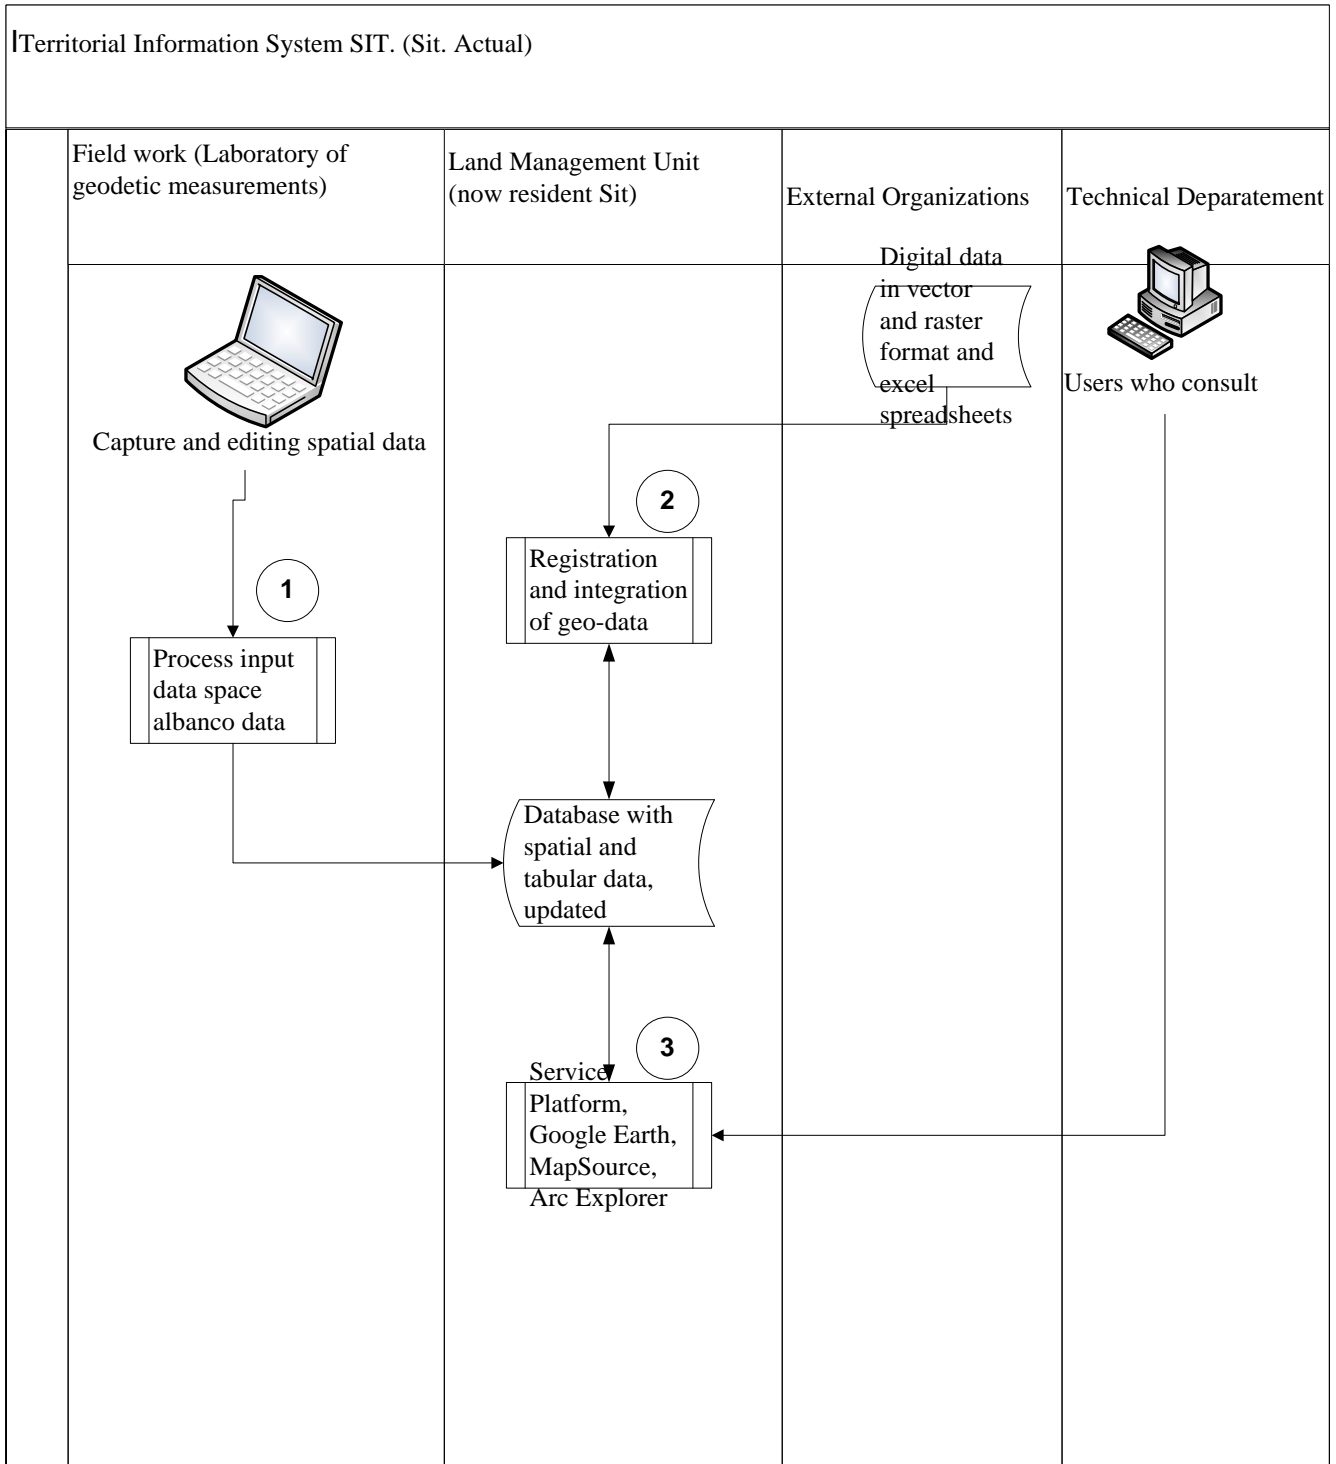 Territorial Information System SIT. (Sit. Actual)
Field work (Laboratory of
geodetic measurements)
Land Management Unit
(now resident Sit)
External Organizations
Technical Deparatement
Capture and editing spatial data
Digital data
in vector
and raster
format and
excel
spreadsheets
Users who consult
1
Process input
data space
albanco data
2
Registration
and integration
of geo-data
Database with
spatial and
tabular data,
updated
3
Service
Platform,
Google Earth,
MapSource,
Arc Explorer